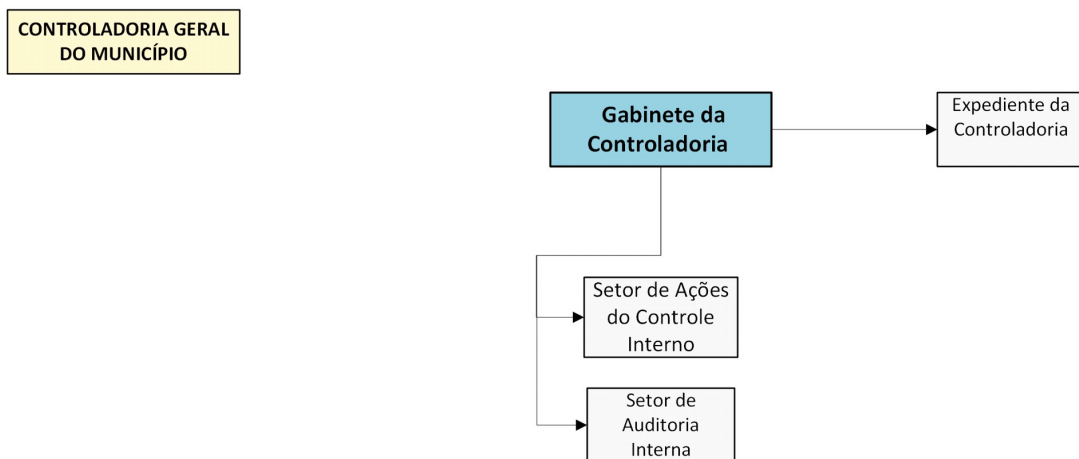 CONTROLADORIA GERAL
DO MUNICÍPIO
Gabinete da
Controladoria
Expediente da
Controladoria
Setor de Ações
do Controle
Interno
Setor de
Auditoria
Interna